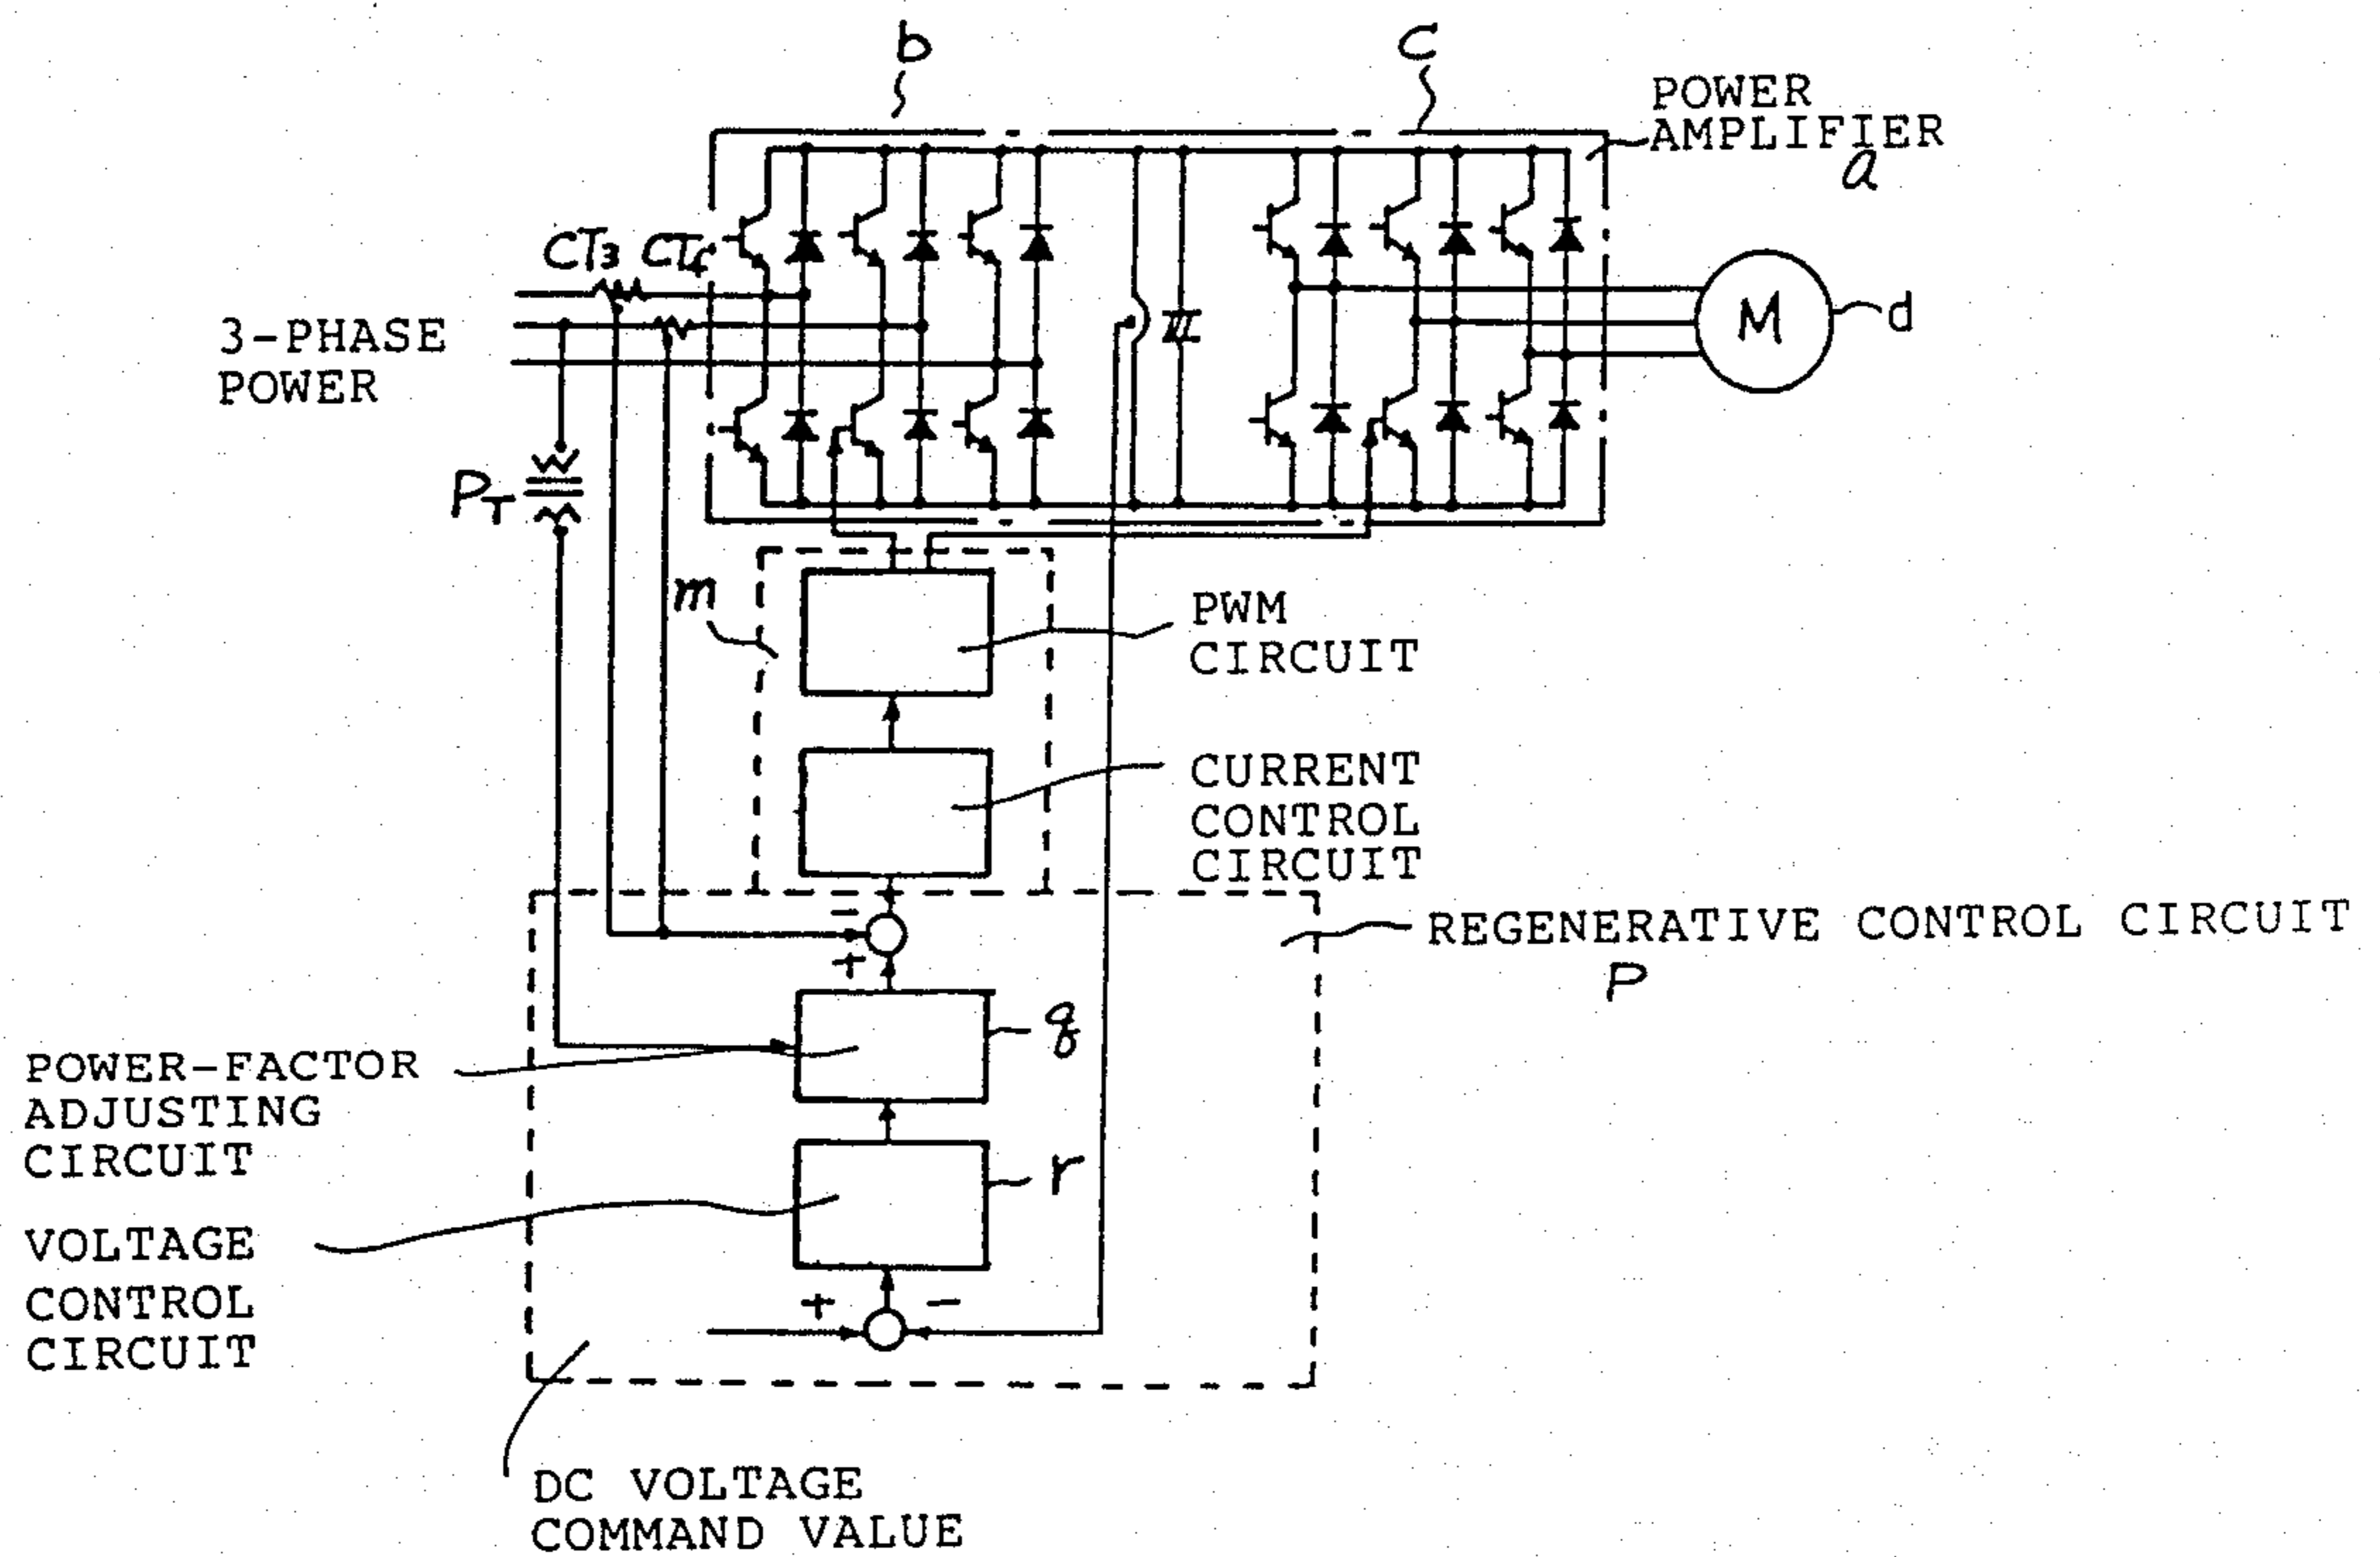 b
C
POWER
AMPLIFIER
a
CT3 CT4
3-PHASE
POWER
M
d
PT
m
PWM
CIRCUIT
CURRENT
CONTROL
CIRCUIT
-
+
REGENERATIVE CONTROL CIRCUIT
P
q
POWER-FACTOR
ADJUSTING
CIRCUIT
r
VOLTAGE
CONTROL
CIRCUIT
+ -
DC VOLTAGE
COMMAND VALUE